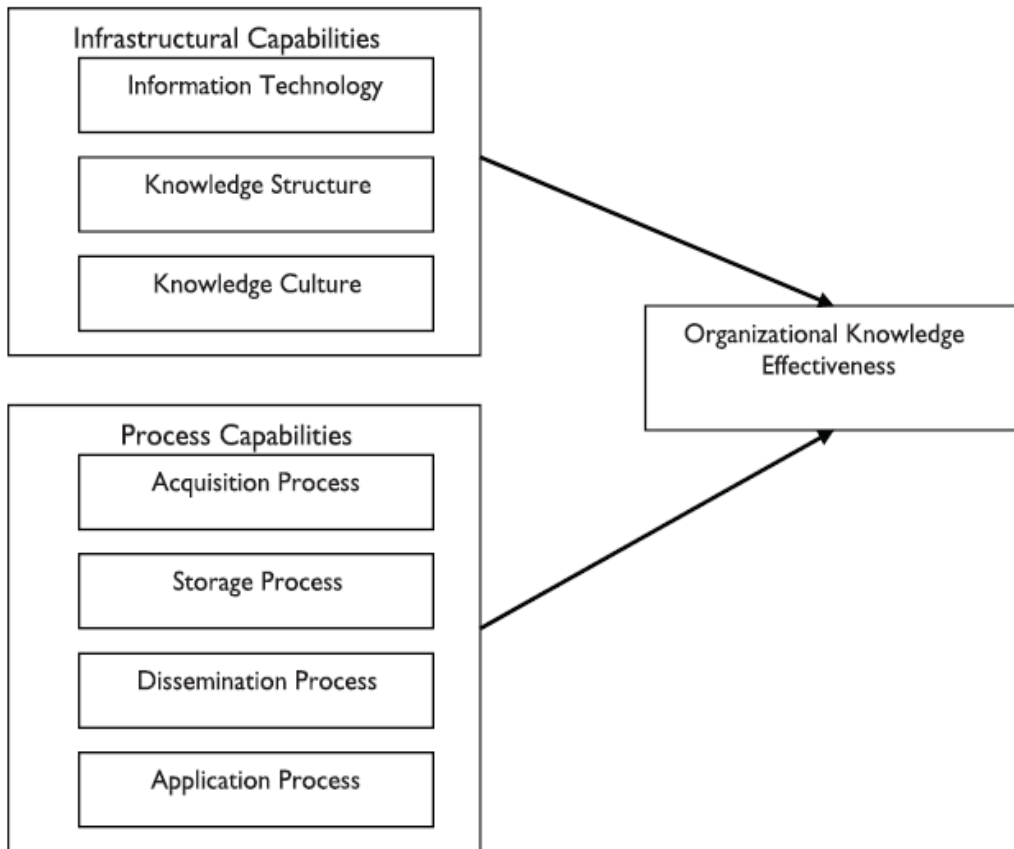 Infrastructural Capabilities
Information Technology
Knowledge Structure
Knowledge Culture
Organizational Knowledge
Effectiveness
Process Capabilities
Acquisition Process
Storage Process
Dissemination Process
Application Process